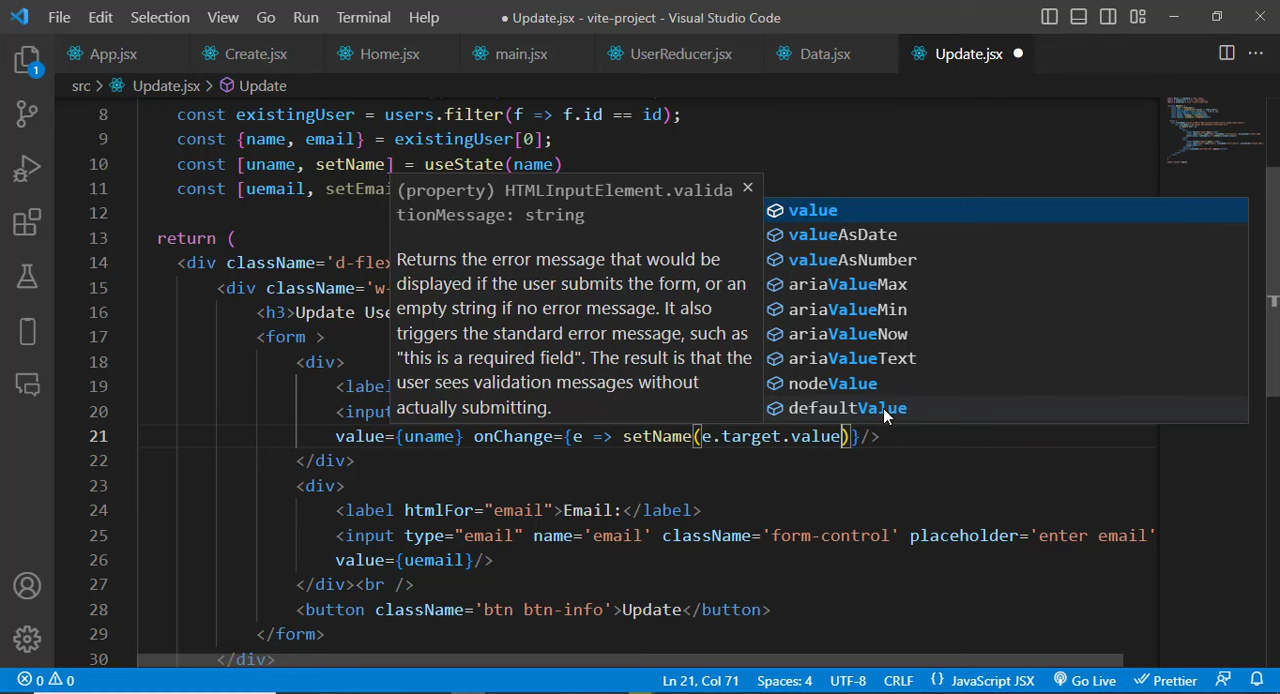 File Edit Selection View Go Run Terminal Help ● Update.jsx - vite-project - Visual Studio Code
App.jsx Create.jsx Home.jsx main.jsx UserReducer.jsx Data.jsx Update.jsx ●
1
src > Update.jsx > Update
8 const existingUser = users.filter(f => f.id == id);
9 const {name, email} = existingUser[0];
10 const [uname, setName] = useState(name)
11 const [uemail, setEmai
12
(property) HTMLInputElement.valida
tionMessage: string
Returns the error message that would be
displayed if the user submits the form, or an
empty string if no error message. It also
triggers the standard error message, such as
"this is a required field". The result is that the
user sees validation messages without
actually submitting.
value
valueAsDate
valueAsNumber
ariaValueMax
ariaValueMin
ariaValueNow
ariaValueText
nodeValue
defaultValue
13 return (
14 <div className='d-flex
15 <div className='w-
16 <h3>Update Use
17 <form >
18 <div>
19 <label
20 <input
21 value={uname} onChange={e => setName(e.target.value)}/>
22 </div>
23 <div>
24 <label htmlFor="email">Email:</label>
25 <input type="email" name='email' className='form-control' placeholder='enter email'
26 value={uemail}/>
27 </div><br />
28 <button className='btn btn-info'>Update</button>
29 </form>
30 </div>
0 0 Ln 21, Col 71 Spaces: 4 UTF-8 CRLF {} JavaScript JSX Go Live Prettier